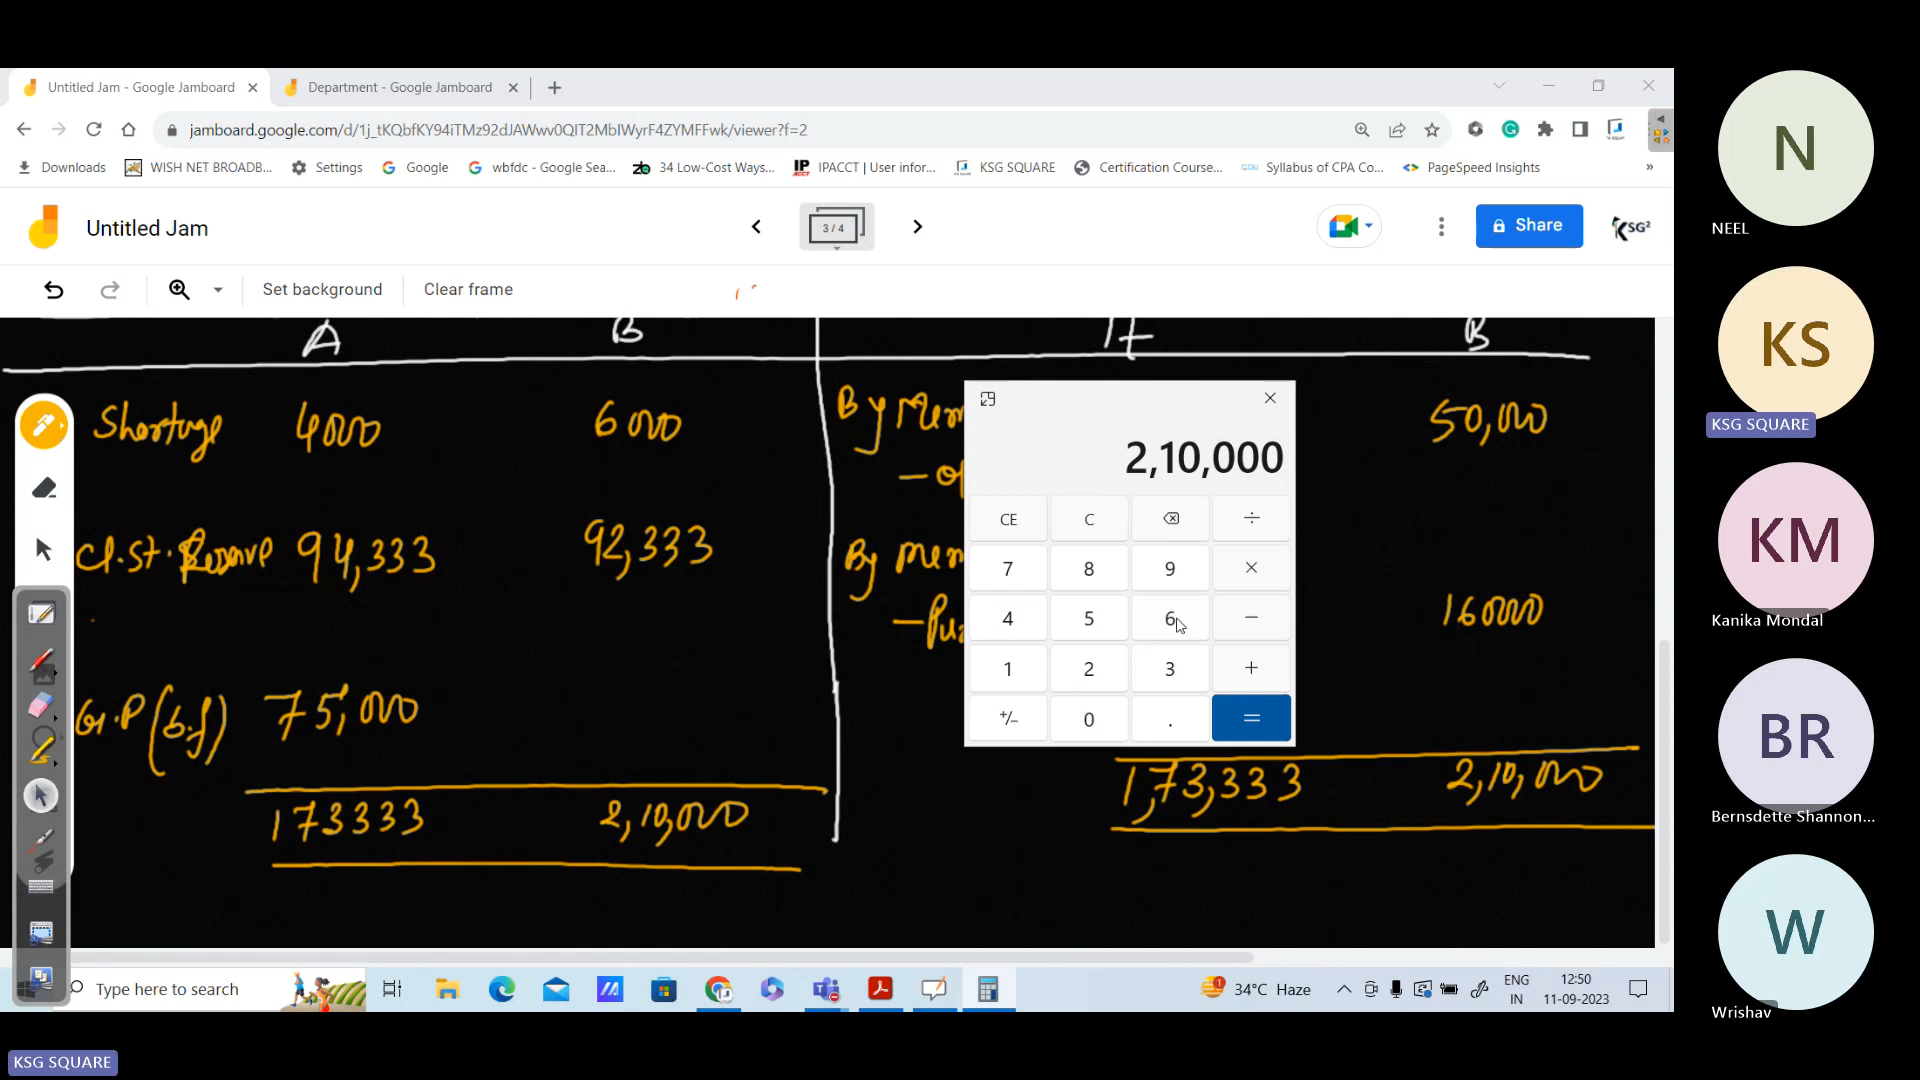 Untitled Jam - Google Jamboard
Department - Google Jamboard
jamboard.google.com/d/1j_tKQbfKY94iTMz92dJAWwv0QIT2MbIWyrF4ZYMFFwk/viewer?f=2
Downloads WISH NET BROADB... Settings Google wbfdc - Google Sea... 34 Low-Cost Ways... IPACCT | User infor... KSG SQUARE Certification Course... Syllabus of CPA Co... PageSpeed Insights »
Untitled Jam
3 / 4
Share
KSG²
Set background Clear frame
A B B
Shortage 4000 6000
By Mem
50,000
Cl. St. Reserve 94,333 92,333
By Mem
16000
G.P (b.f) 75,000
173333 2,10,000
1,73,333 2,10,000
2,10,000
CE C ÷
7 8 9 ×
4 5 6 −
1 2 3 +
+/− 0 . =
Type here to search
34°C Haze
ENG
IN
12:50
11-09-2023
N
NEEL
KS
KSG SQUARE
KM
Kanika Mondal
BR
Bernsdette Shannon...
W
Wrishav
KSG SQUARE